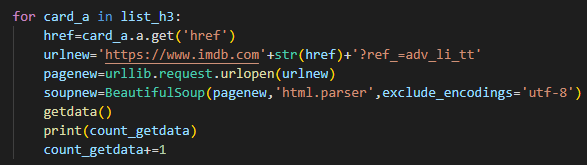 for card_a in list_h3:
    href=card_a.a.get('href')
    urlnew='https://www.imdb.com'+str(href)+'?ref_=adv_li_tt'
    pagenew=urllib.request.urlopen(urlnew)
    soupnew=BeautifulSoup(pagenew,'html.parser',exclude_encodings='utf-8')
    getdata()
    print(count_getdata)
    count_getdata+=1